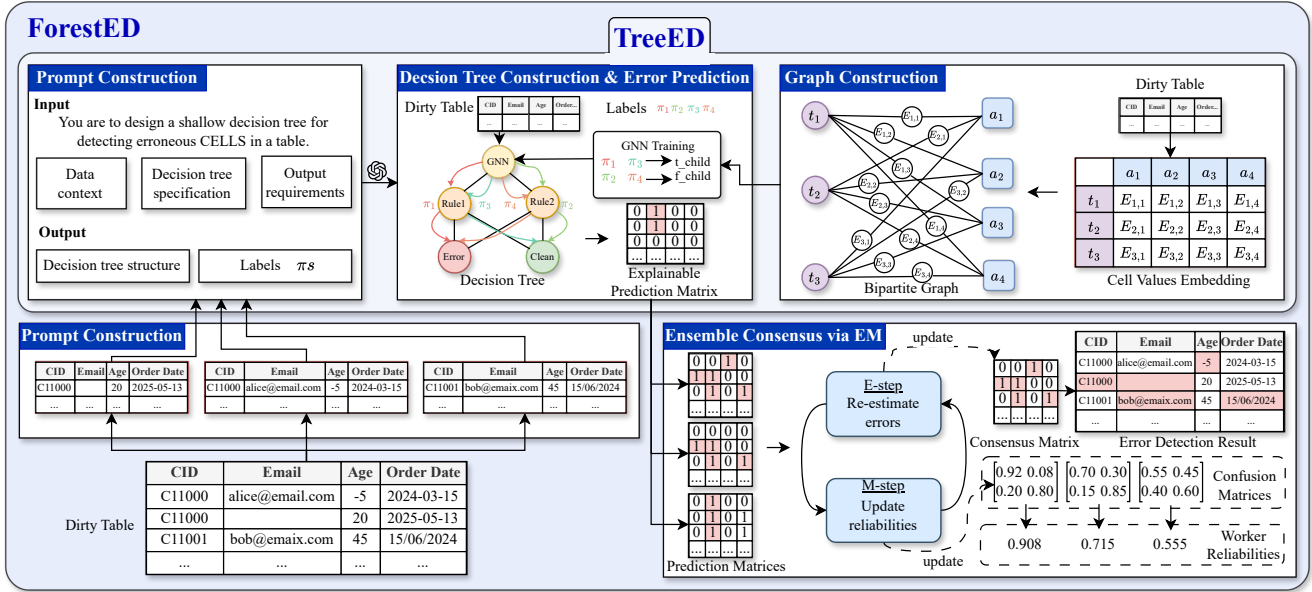 ForestED
TreeED
Prompt Construction
Input
You are to design a shallow decision tree for
detecting erroneous CELLS in a table.
Data
context
Decision tree
specification
Output
requirements
Output
Decision tree structure
Labels πs
Decsion Tree Construction & Error Prediction
Dirty Table
CID Email Age Order...
... ... ... ...
Labels π1 π2 π3 π4
GNN Training
π1 π3 t_child
π2 π4 f_child
GNN
π1 Rule1 π3 π4 Rule2 π2
Error Clean
Decision Tree
0 1 0 0
0 1 0 0
0 0 0 0
... ... ... ...
Explainable
Prediction Matrix
Graph Construction
t1
t2
t3
E1,1
E1,2
E2,1
E1,3
E2,2
E3,2
E2,3
E1,4
E3,1
E2,4
E3,3
E3,4
a1
a2
a3
a4
Bipartite Graph
Dirty Table
CID Email Age Order...
... ... ... ...
a1 a2 a3 a4
t1 E1,1 E1,2 E1,3 E1,4
t2 E2,1 E2,2 E2,3 E2,4
t3 E3,1 E3,2 E3,3 E3,4
Cell Values Embedding
Prompt Construction
CID Email Age Order Date
C11000 20 2025-05-13
... ... ... ...
CID Email Age Order Date
C11000 alice@email.com -5 2024-03-15
... ... ... ...
CID Email Age Order Date
C11001 bob@emaix.com 45 15/06/2024
... ... ... ...
Dirty Table
CID Email Age Order Date
C11000 alice@email.com -5 2024-03-15
C11000 20 2025-05-13
C11001 bob@emaix.com 45 15/06/2024
... ... ... ...
Ensemble Consensus via EM
0 0 1 0
1 1 0 0
0 1 0 1
... ... ... ...
0 0 0 0
1 1 0 0
0 1 0 1
... ... ... ...
0 1 0 0
0 1 0 1
0 1 0 1
... ... ... ...
Prediction Matrices
E-step
Re-estimate
errors
M-step
Update
reliabilities
update
update
0 0 1 0
1 1 0 0
0 1 0 1
... ... ... ...
Consensus Matrix
CID Email Age Order Date
C11000 alice@email.com -5 2024-03-15
C11000 20 2025-05-13
C11001 bob@emaix.com 45 15/06/2024
... ... ... ...
Error Detection Result
0.92 0.08
0.20 0.80
0.70 0.30
0.15 0.85
0.55 0.45
0.40 0.60
Confusion
Matrices
0.908 0.715 0.555
Worker
Reliabilities